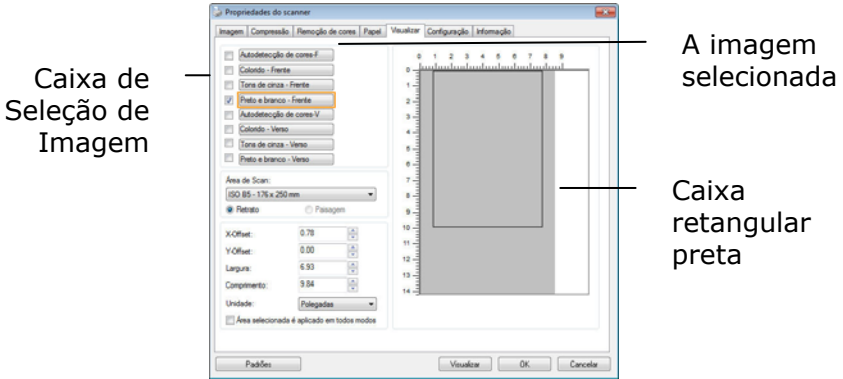 Propriedades do scanner
Imagem Compressão Remoção de cores Papel Visualizar Configuração Informação
Autodetecção de cores-F
Colorido - Frente
Tons de cinza - Frente
Preto e branco - Frente
Autodetecção de cores-V
Colorido - Verso
Tons de cinza - Verso
Preto e branco - Verso
Área de Scan:
ISO B5 - 176 x 250 mm
Retrato Paisagem
X-Offset: 0.78
Y-Offset: 0.00
Largura: 6.93
Comprimento: 9.84
Unidade: Polegadas
Área selecionada é aplicado em todos modos
0 1 2 3 4 5 6 7 8 9
0
1
2
3
4
5
6
7
8
9
10
11
12
13
14
Padrões Visualizar OK Cancelar
Caixa de
Seleção de
Imagem
A imagem
selecionada
Caixa
retangular
preta